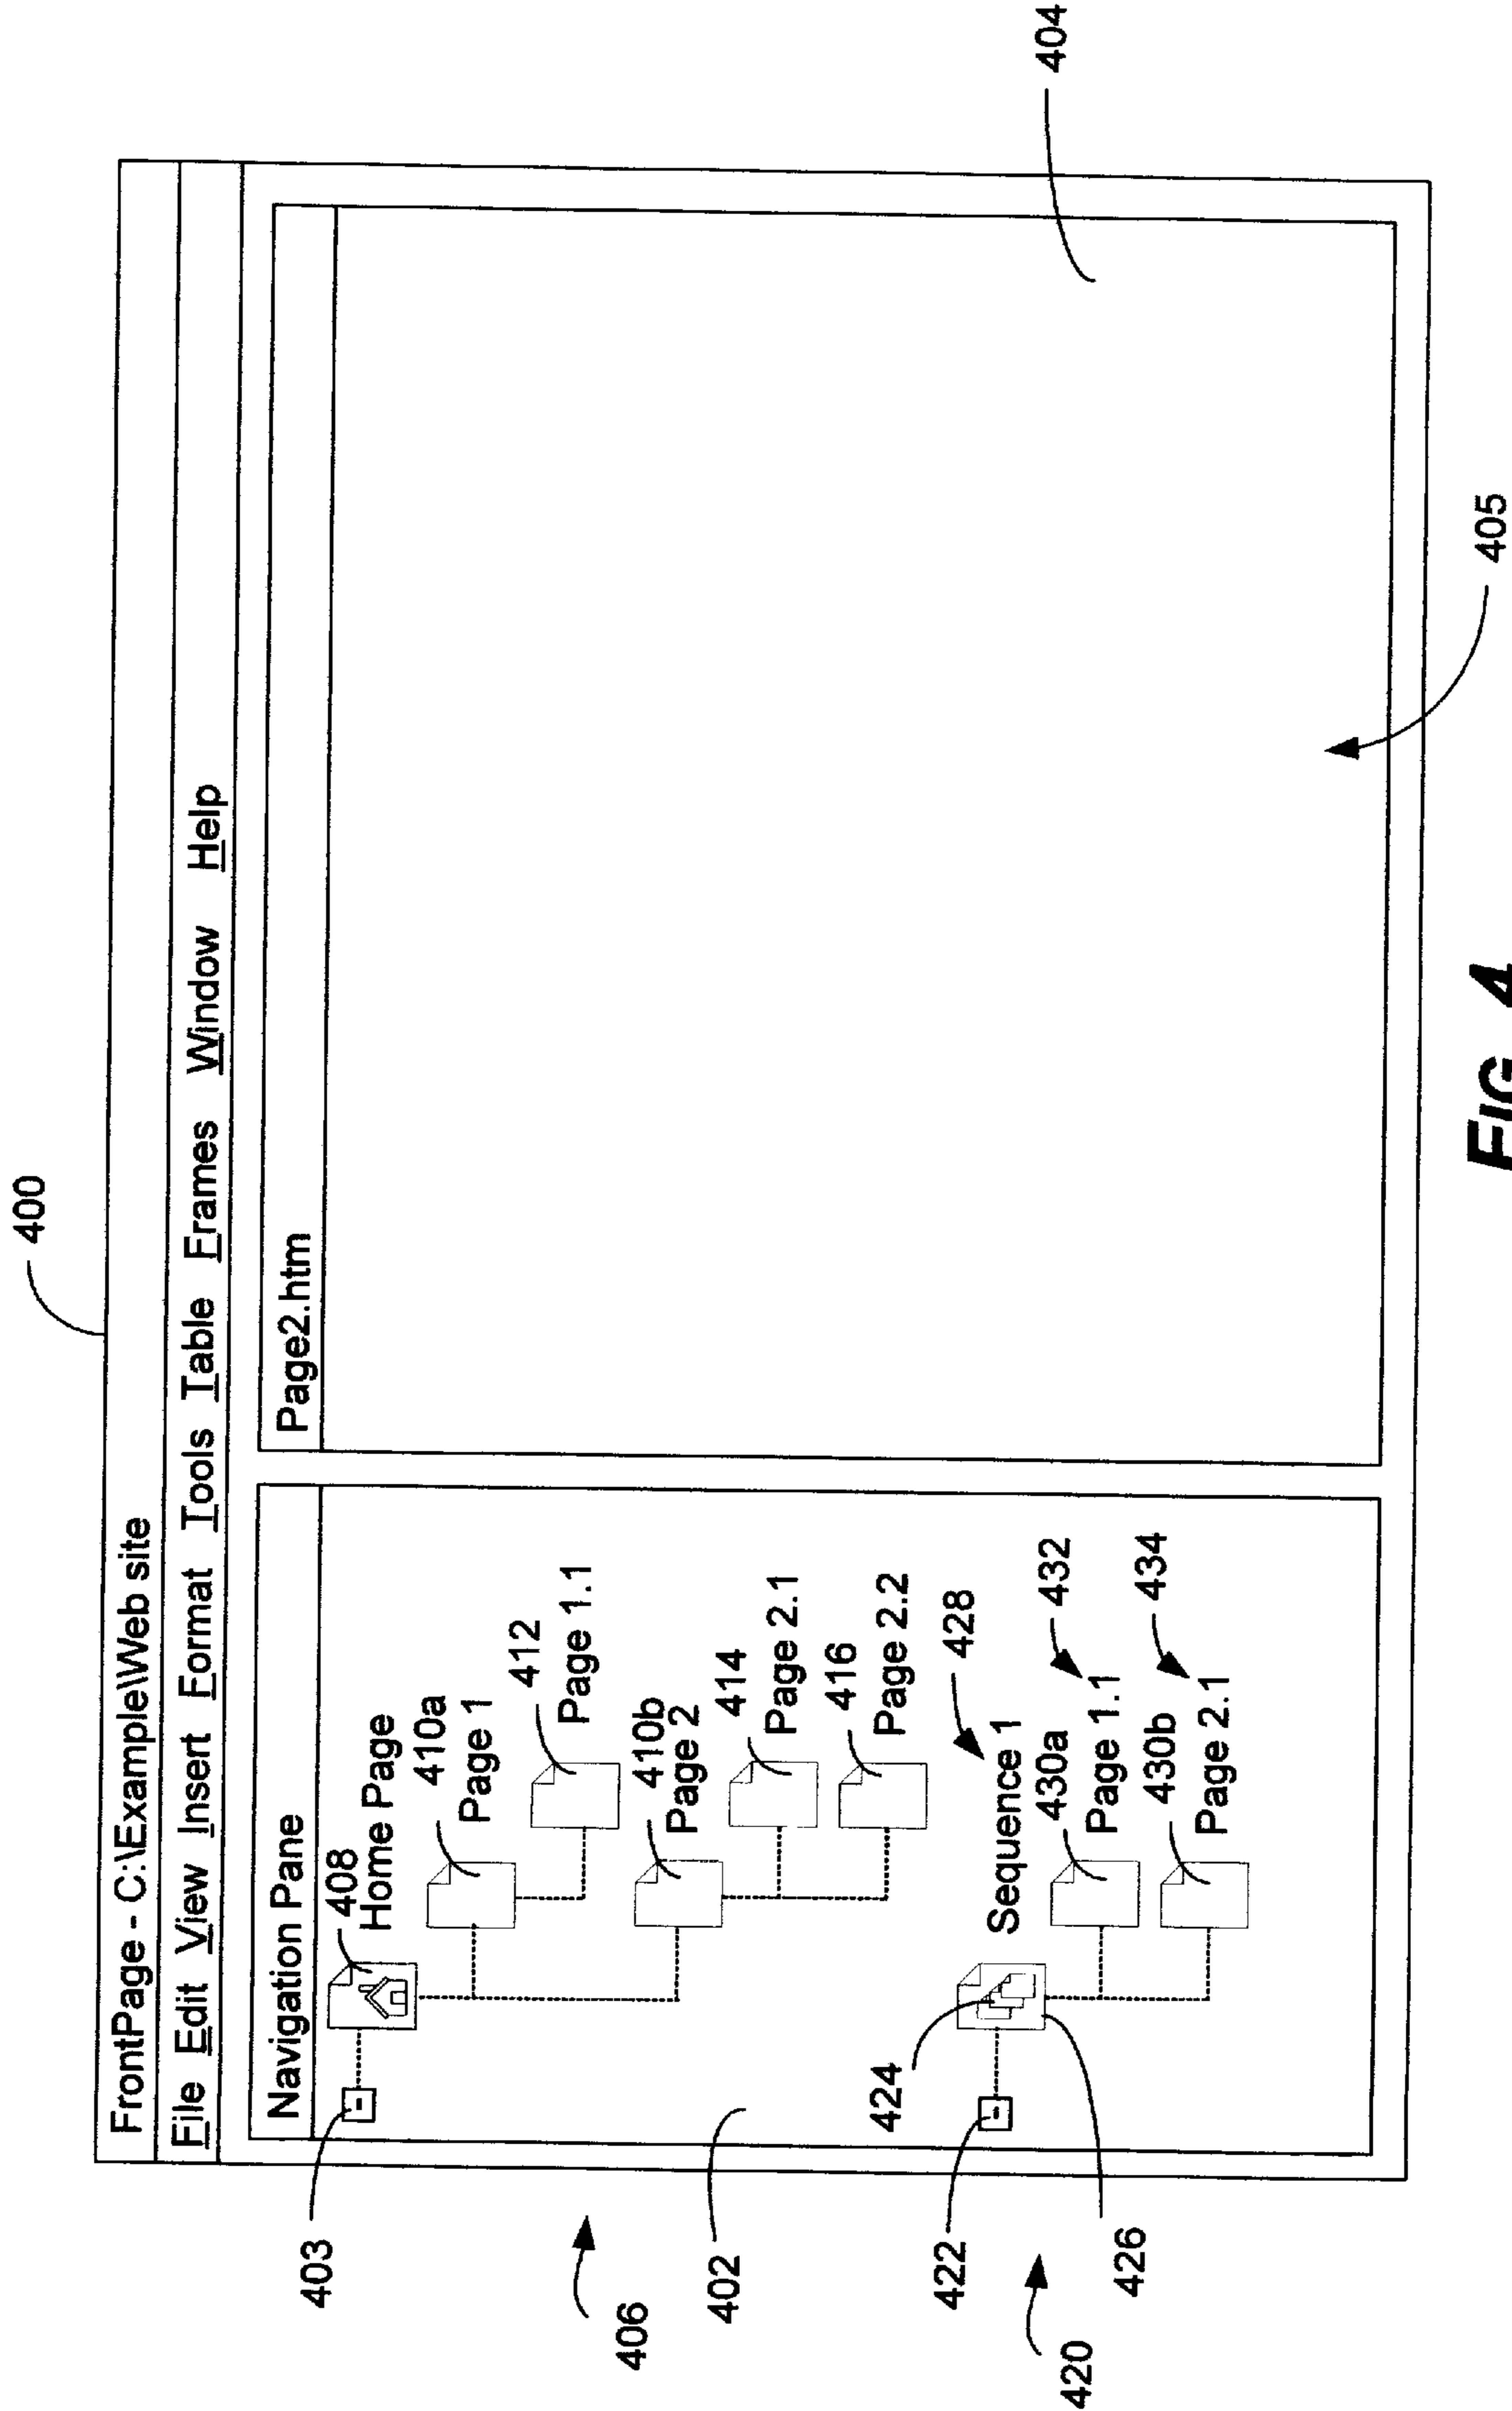 400
FrontPage - C:\Example\Web site
File Edit View Insert Format Tools Table Frames Window Help
Navigation Pane
Page2.htm
403
408
Home Page
410a
Page 1
412
Page 1.1
406
410b
Page 2
414
Page 2.1
402
416
Page 2.2
404
424
428
Sequence 1
422
430a
432
Page 1.1
420
426
430b
434
Page 2.1
405
FIG. 4